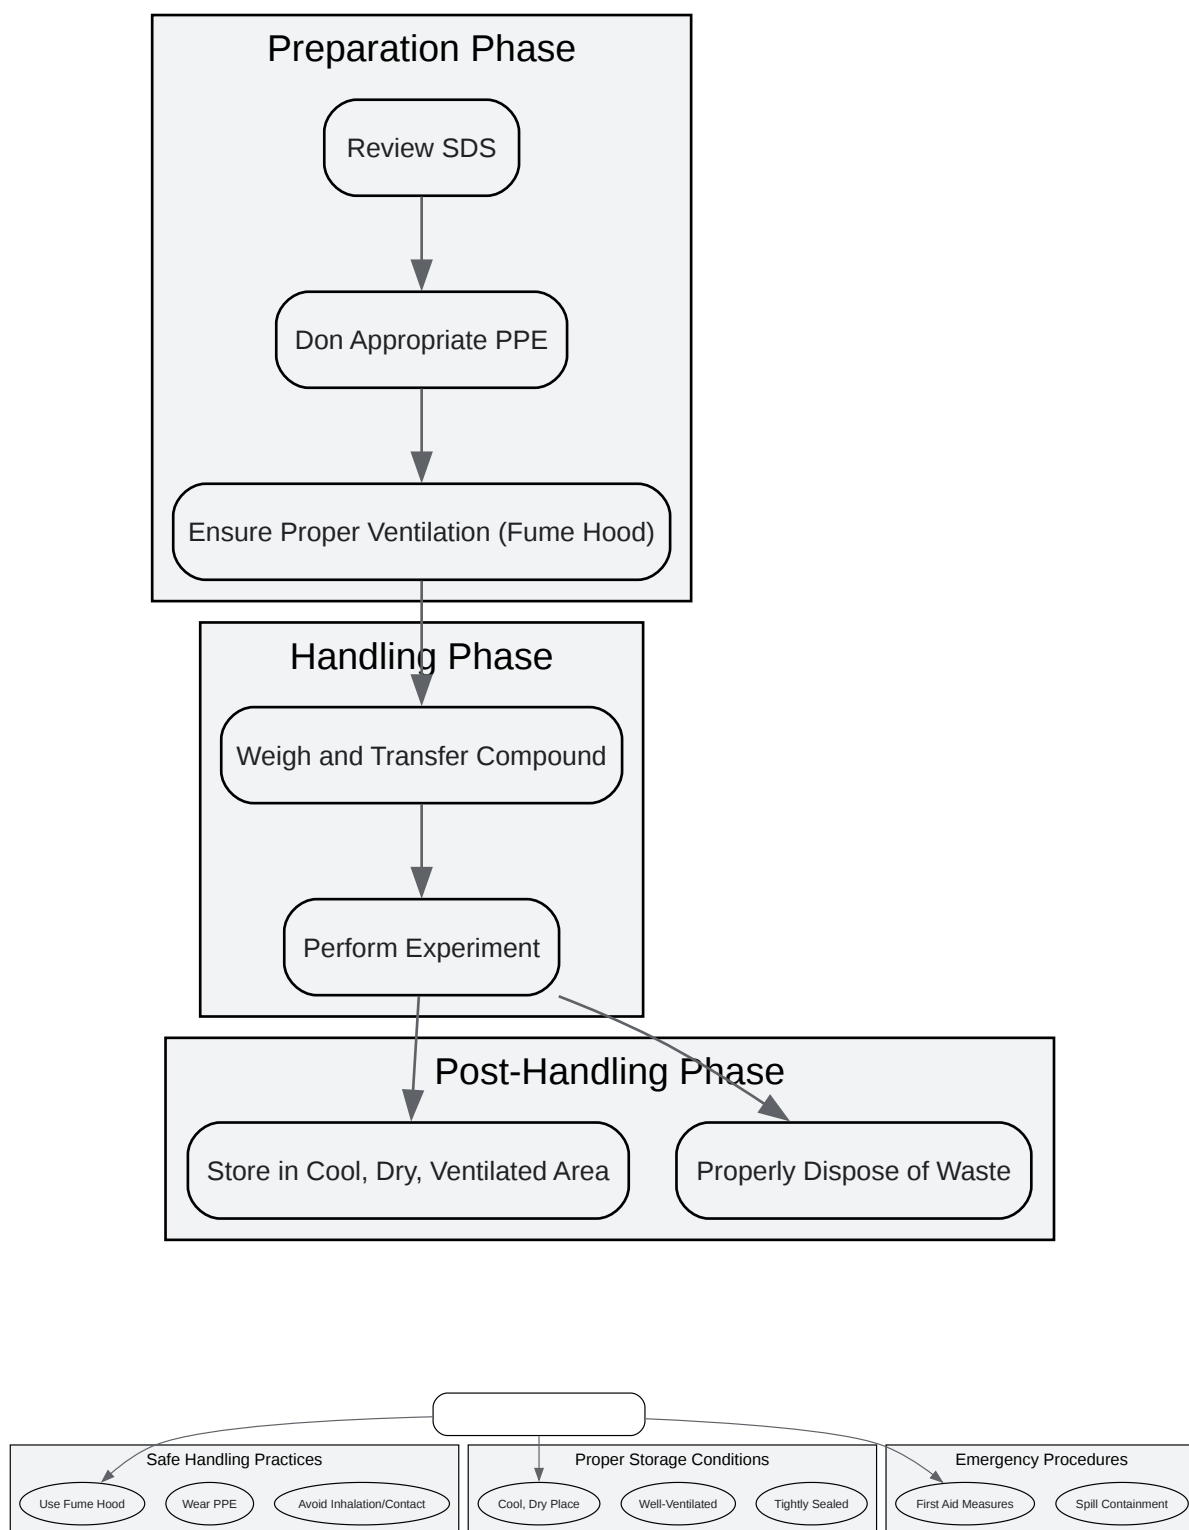 Preparation Phase
Review SDS
Don Appropriate PPE
Ensure Proper Ventilation (Fume Hood)
Handling Phase
Weigh and Transfer Compound
Perform Experiment
Post-Handling Phase
Store in Cool, Dry, Ventilated Area
Properly Dispose of Waste
Safe Handling Practices
Use Fume Hood
Wear PPE
Avoid Inhalation/Contact
Proper Storage Conditions
Cool, Dry Place
Well-Ventilated
Tightly Sealed
Emergency Procedures
First Aid Measures
Spill Containment